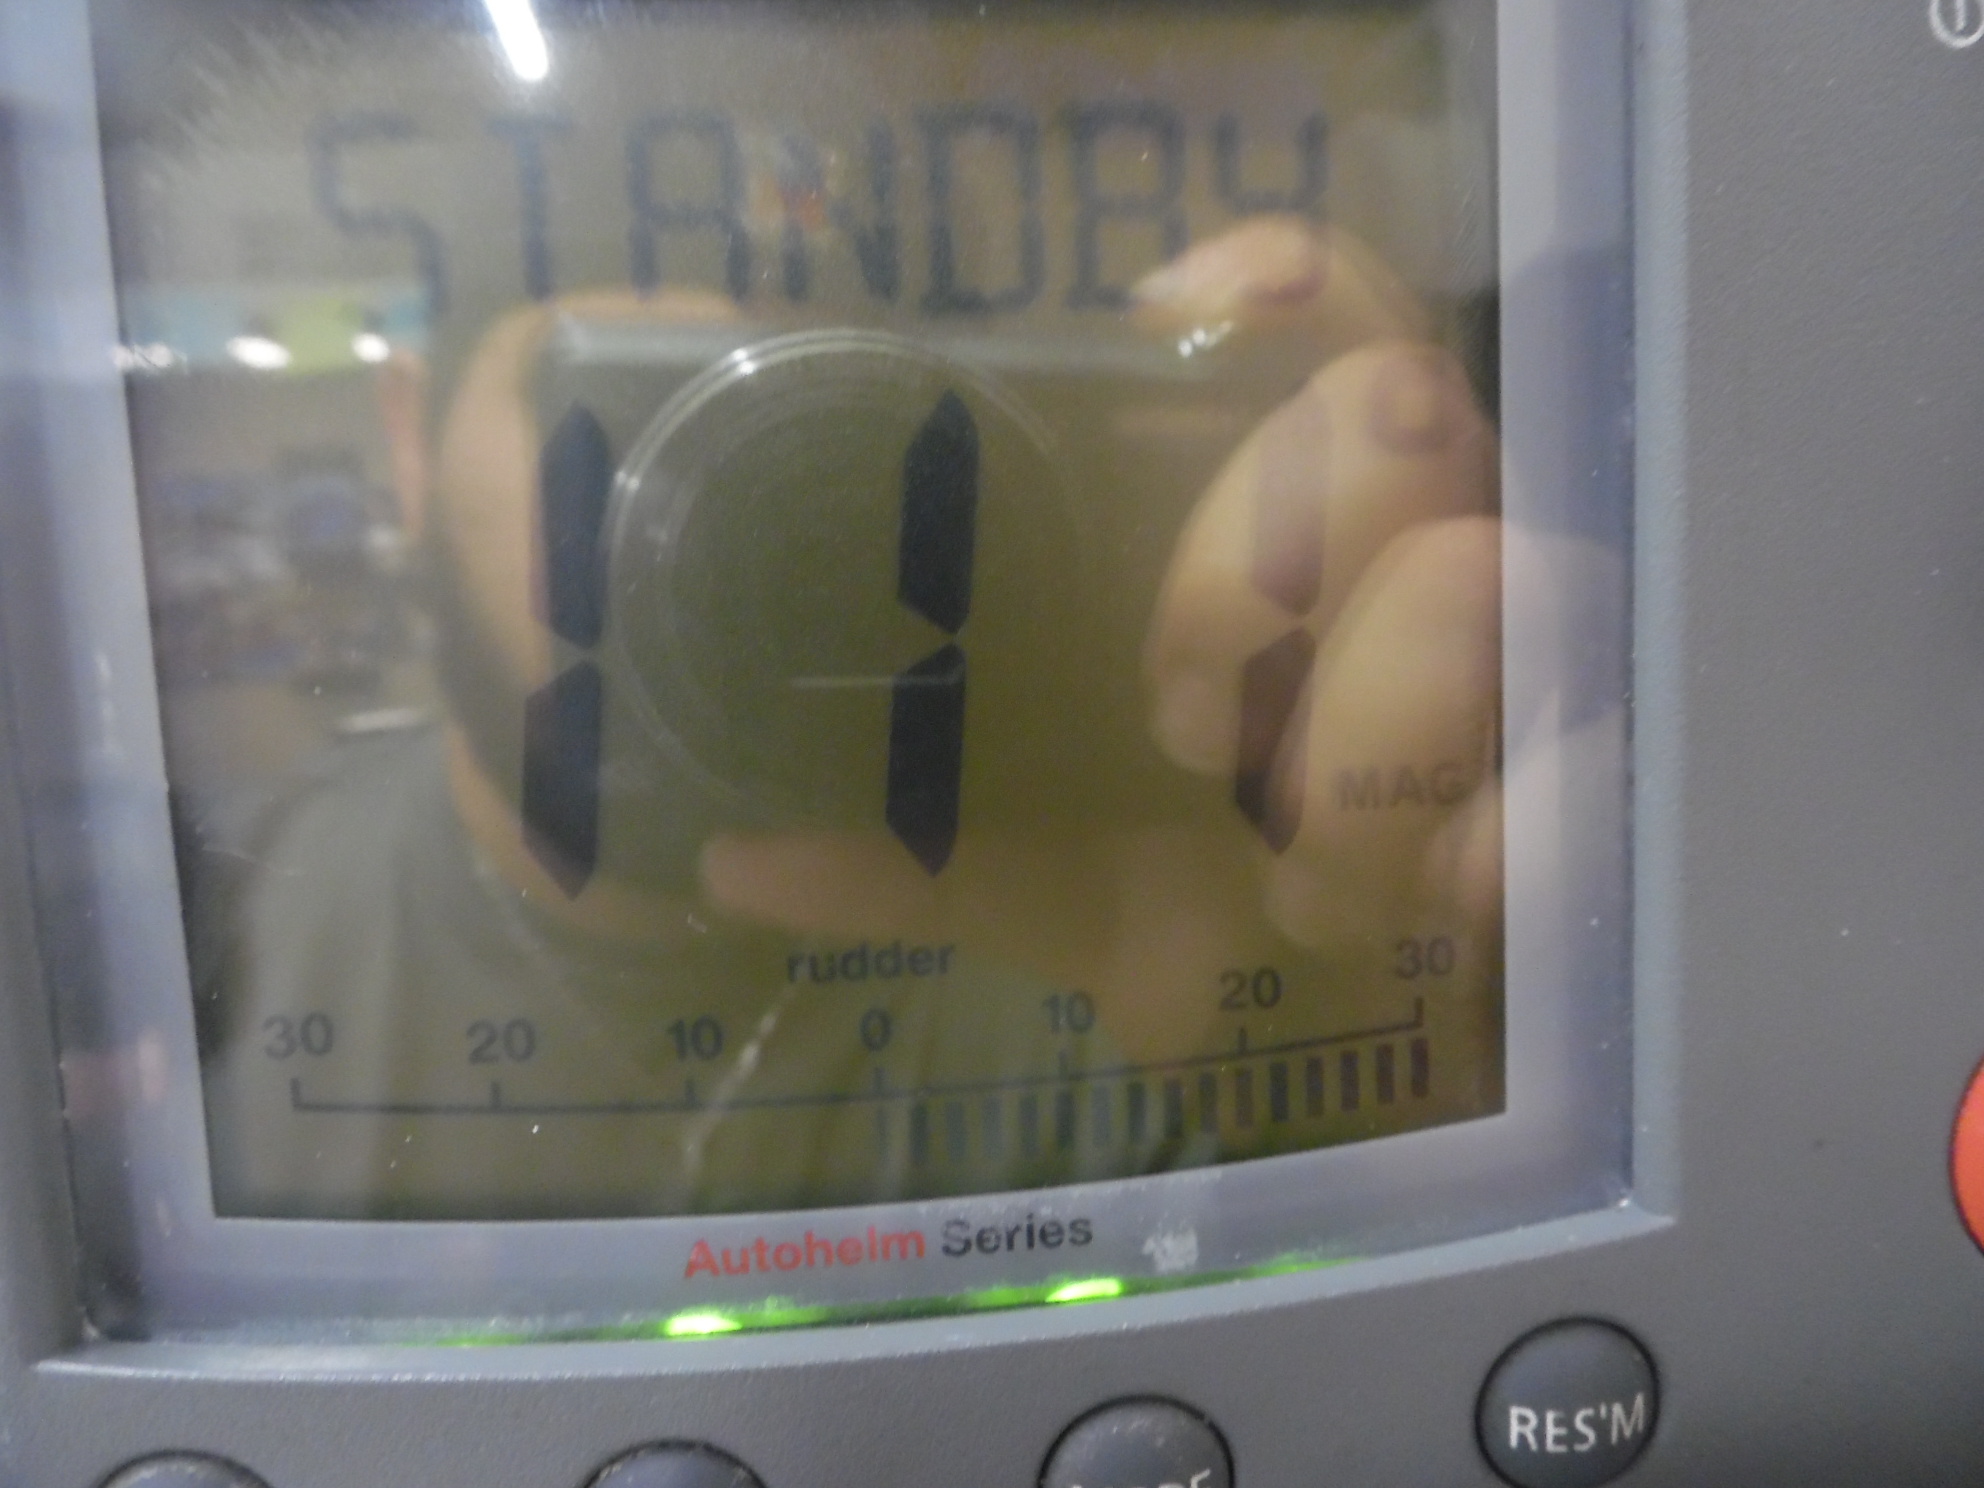 STANDBY
111
MAG
rudder
30 20 10 0 10 20 30
Autohelm Series
RES'M